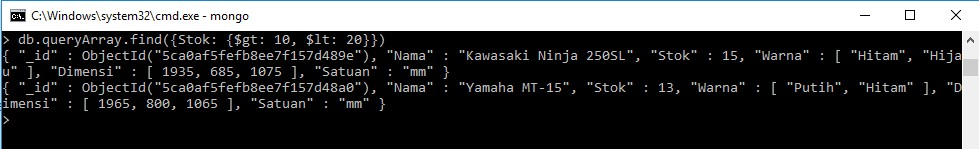 C:\Windows\system32\cmd.exe - mongo
> db.queryArray.find({Stok: {$gt: 10, $lt: 20}})
{ "_id" : ObjectId("5ca0af5fefb8ee7f157d489e"), "Nama" : "Kawasaki Ninja 250SL", "Stok" : 15, "Warna" : [ "Hitam", "Hija
u" ], "Dimensi" : [ 1935, 685, 1075 ], "Satuan" : "mm" }
{ "_id" : ObjectId("5ca0af5fefb8ee7f157d48a0"), "Nama" : "Yamaha MT-15", "Stok" : 13, "Warna" : [ "Putih", "Hitam" ], "D
imensi" : [ 1965, 800, 1065 ], "Satuan" : "mm" }
>